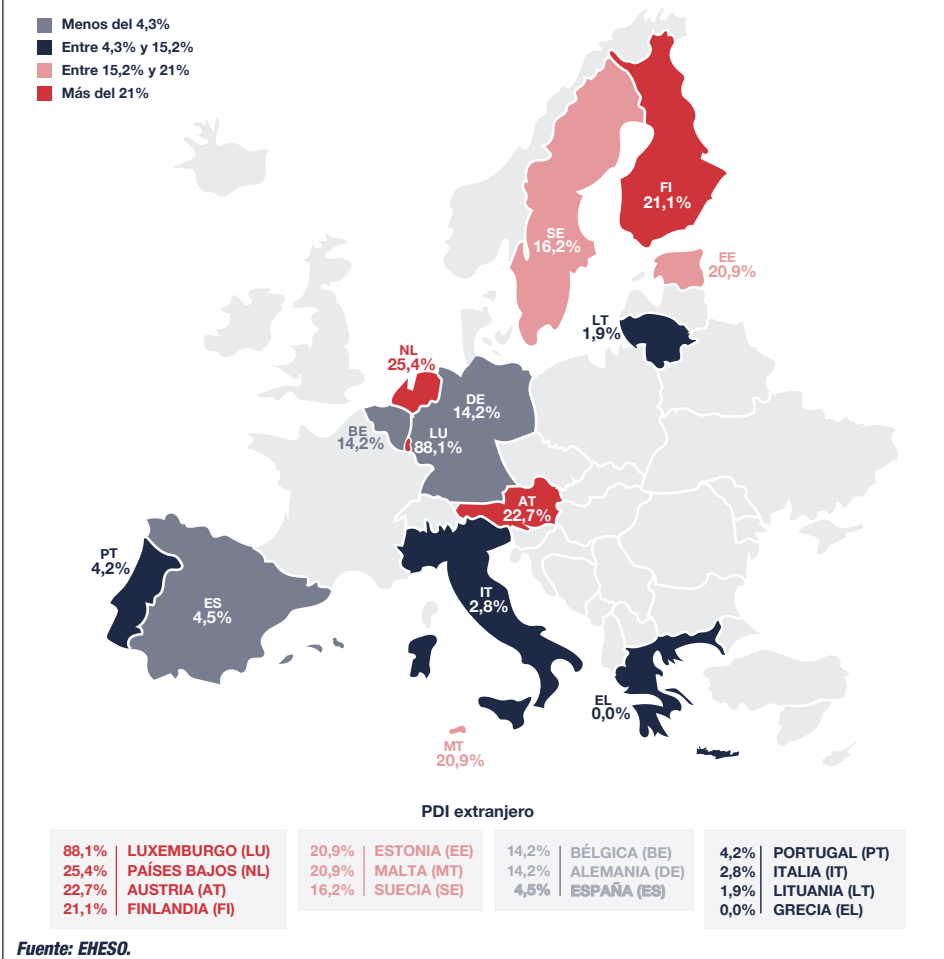 Menos del 4,3%
Entre 4,3% y 15,2%
Entre 15,2% y 21%
Más del 21%
FI
21,1%
SE
16,2%
EE
20,9%
LT
1,9%
NL
25,4%
DE
14,2%
BE
14,2%
LU
88,1%
AT
22,7%
PT
4,2%
ES
4,5%
IT
2,8%
EL
0,0%
MT
20,9%
PDI extranjero
88,1% LUXEMBURGO (LU)
25,4% PAÍSES BAJOS (NL)
22,7% AUSTRIA (AT)
21,1% FINLANDIA (FI)
20,9% ESTONIA (EE)
20,9% MALTA (MT)
16,2% SUECIA (SE)
14,2% BÉLGICA (BE)
14,2% ALEMANIA (DE)
4,5% ESPAÑA (ES)
4,2% PORTUGAL (PT)
2,8% ITALIA (IT)
1,9% LITUANIA (LT)
0,0% GRECIA (EL)
Fuente: EHESO.